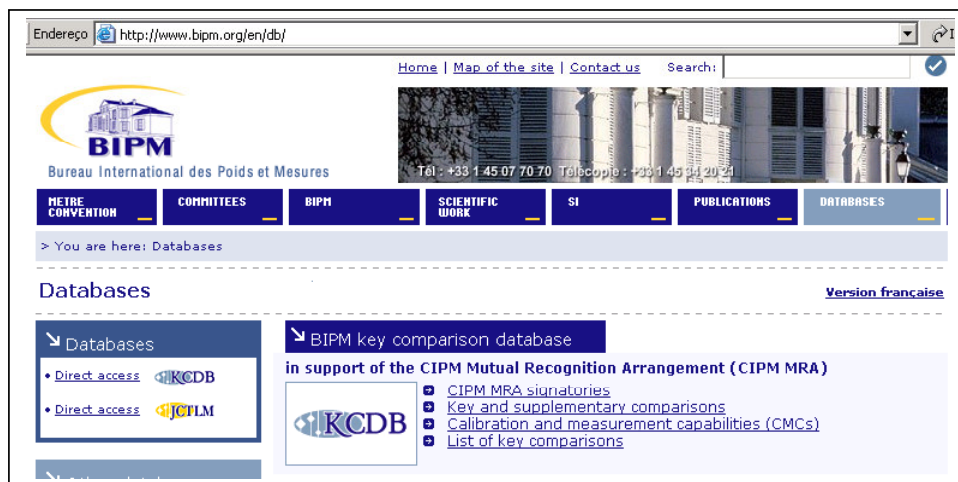 Endereço http://www.bipm.org/en/db/
Home | Map of the site | Contact us Search:
BIPM
Bureau International des Poids et Mesures
Tél : +33 1 45 07 70 70 Télécopie : +33 1 45 34 20 21
METRE CONVENTION COMMITTEES BIPM SCIENTIFIC WORK SI PUBLICATIONS DATABASES
> You are here: Databases
Databases
Version française
Databases
• Direct access KCDB
• Direct access JCTLM
BIPM key comparison database
in support of the CIPM Mutual Recognition Arrangement (CIPM MRA)
KCDB
CIPM MRA signatories
Key and supplementary comparisons
Calibration and measurement capabilities (CMCs)
List of key comparisons